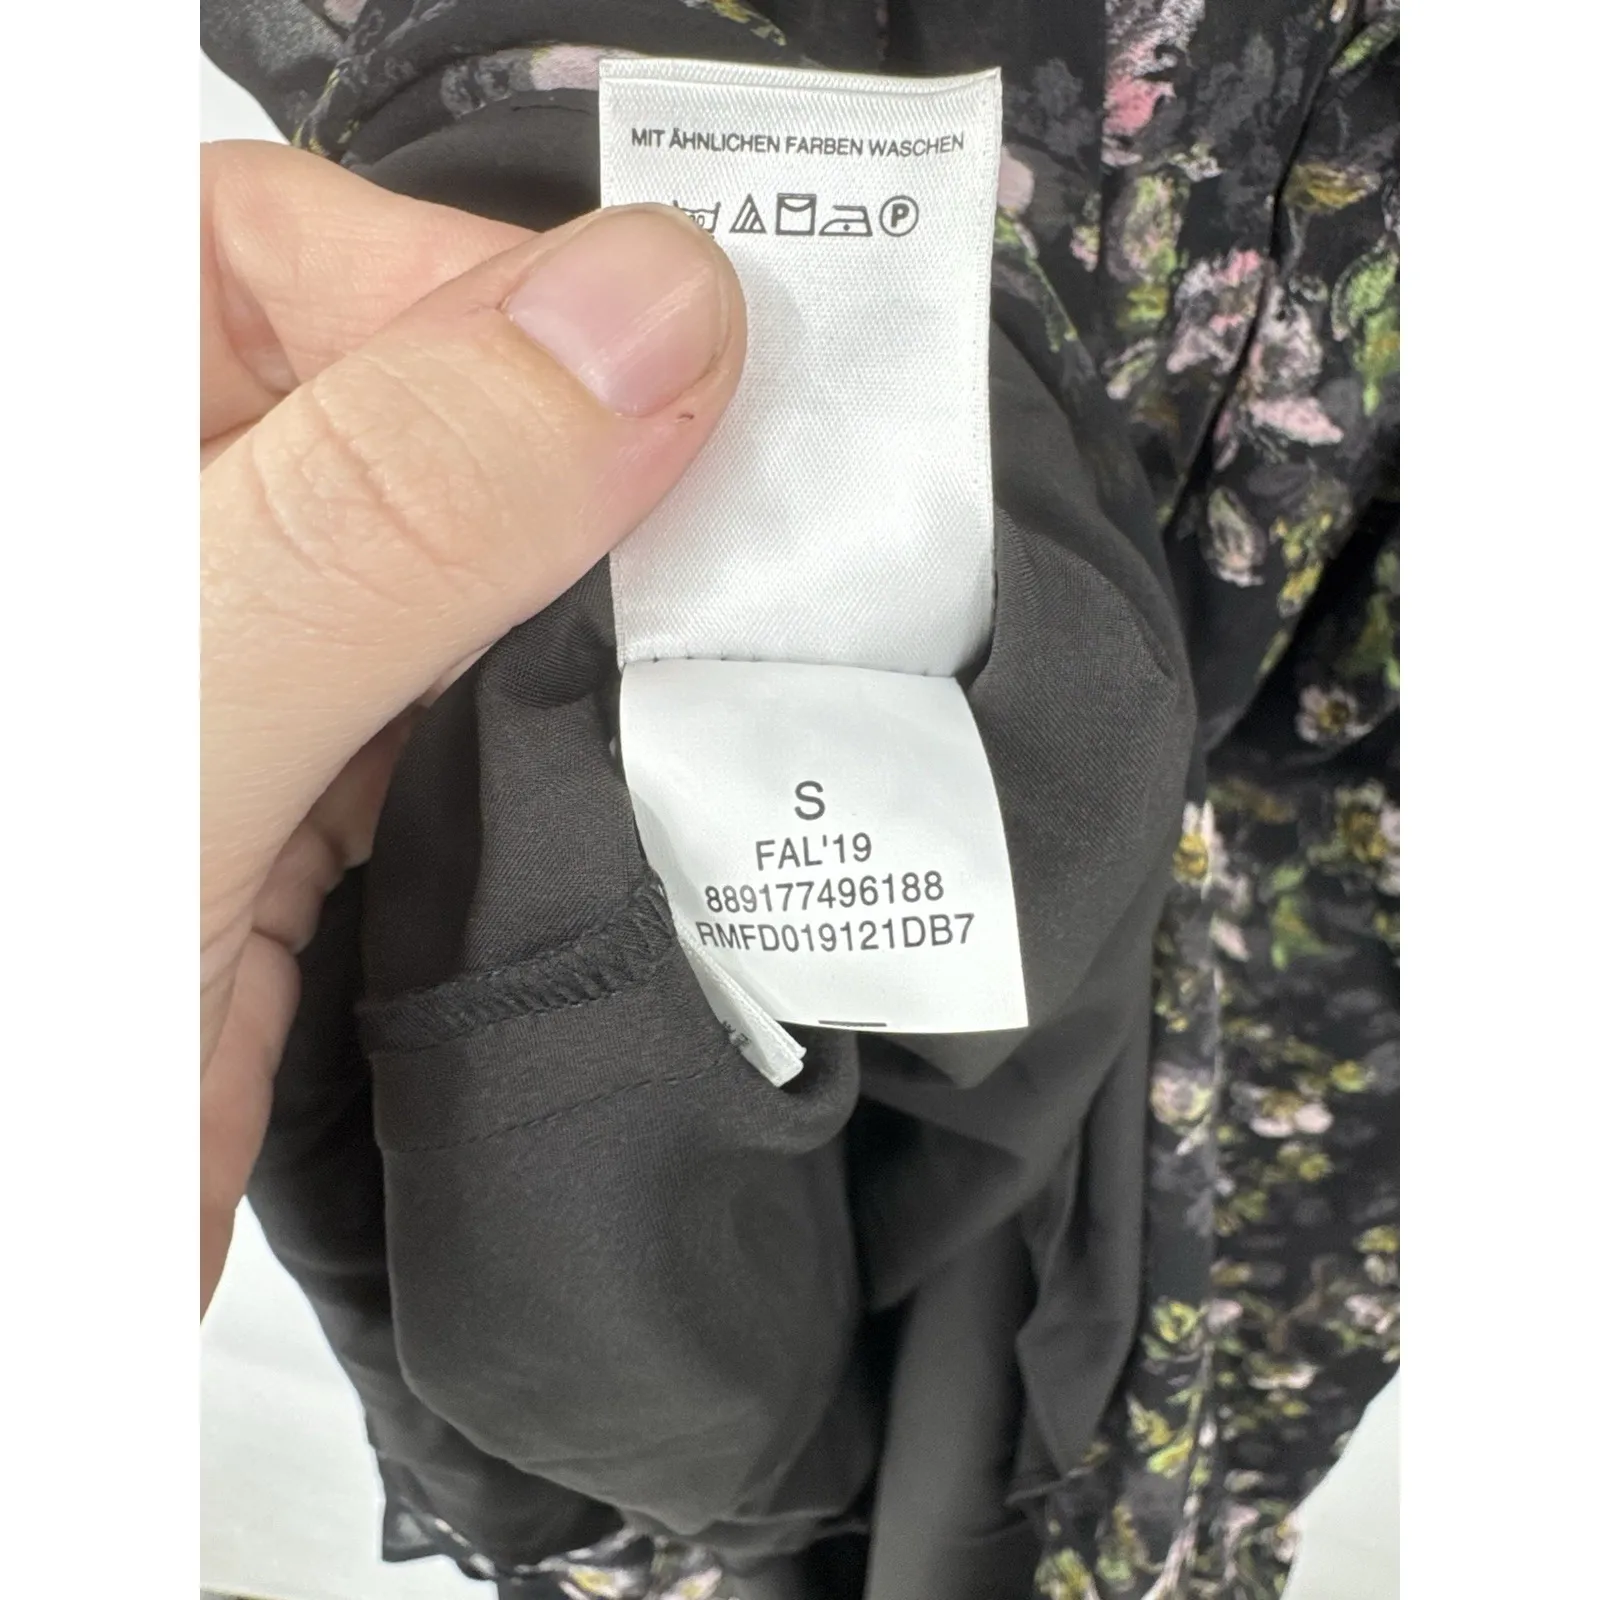 MIT ÄHNLICHEN FARBEN WASCHEN
P
S
FAL'19
889177496188
RMFD019121DB7